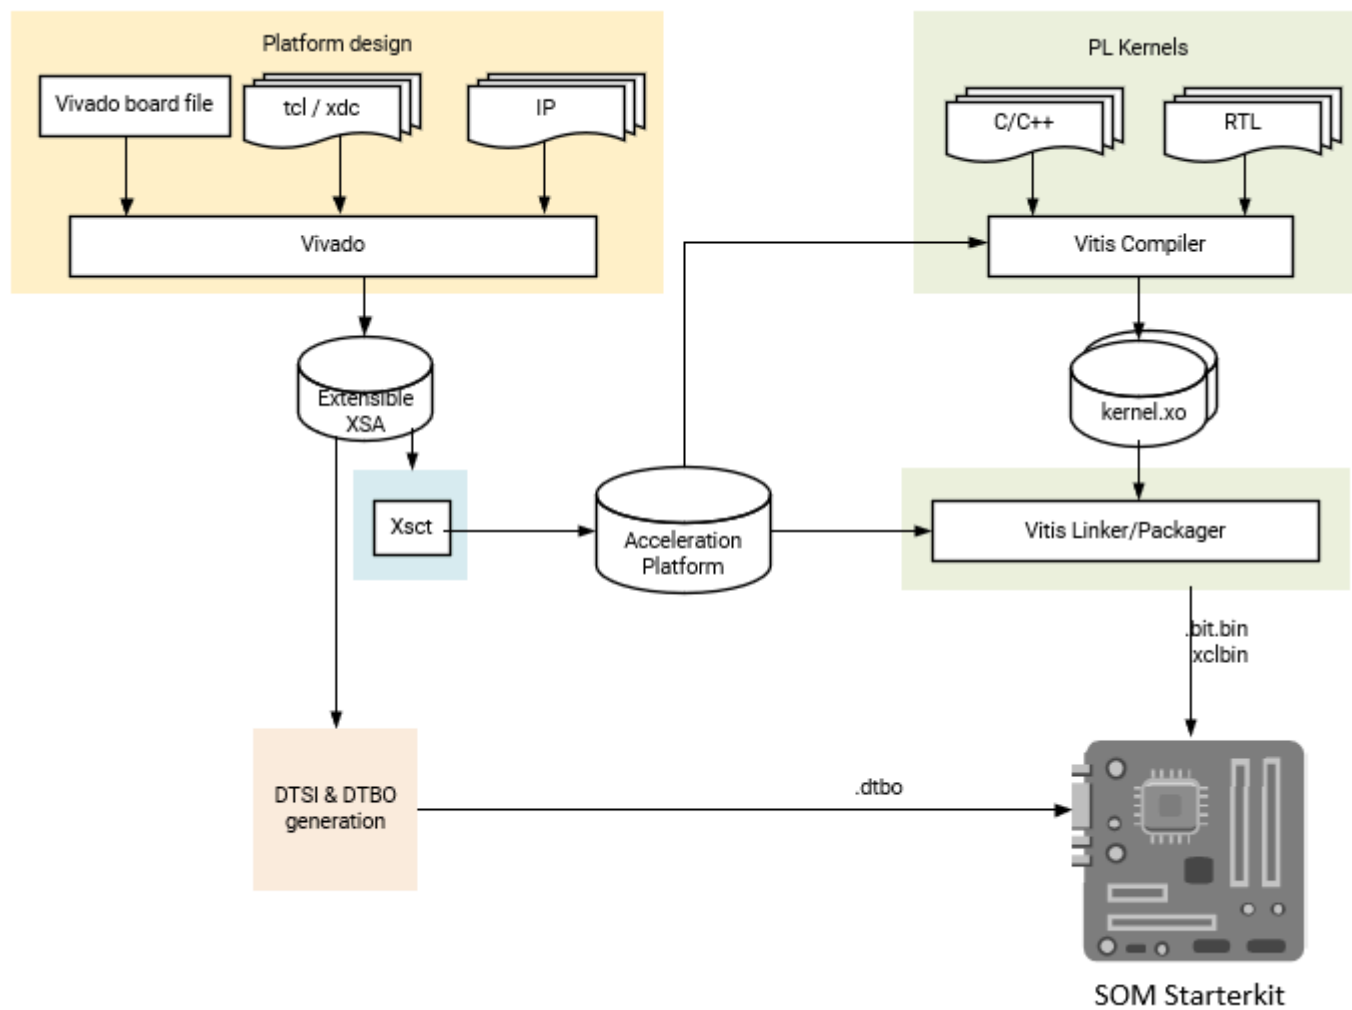 Platform design
PL Kernels
Vivado board file
tcl / xdc
IP
C/C++
RTL
Vivado
Vitis Compiler
Extensible
XSA
kernel.xo
Xsct
Acceleration
Platform
Vitis Linker/Packager
.bit.bin
xclbin
DTSI & DTBO
generation
.dtbo
SOM Starterkit